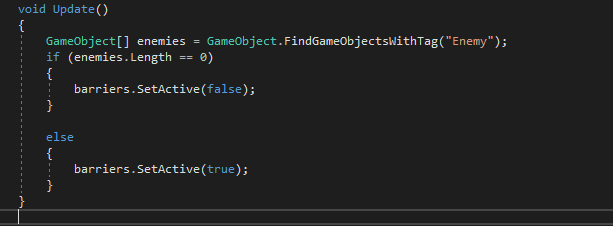 void Update()
{
GameObject[] enemies = GameObject.FindGameObjectsWithTag("Enemy");
if (enemies.Length == 0)
{
barriers.SetActive(false);
}
else
{
barriers.SetActive(true);
}
}